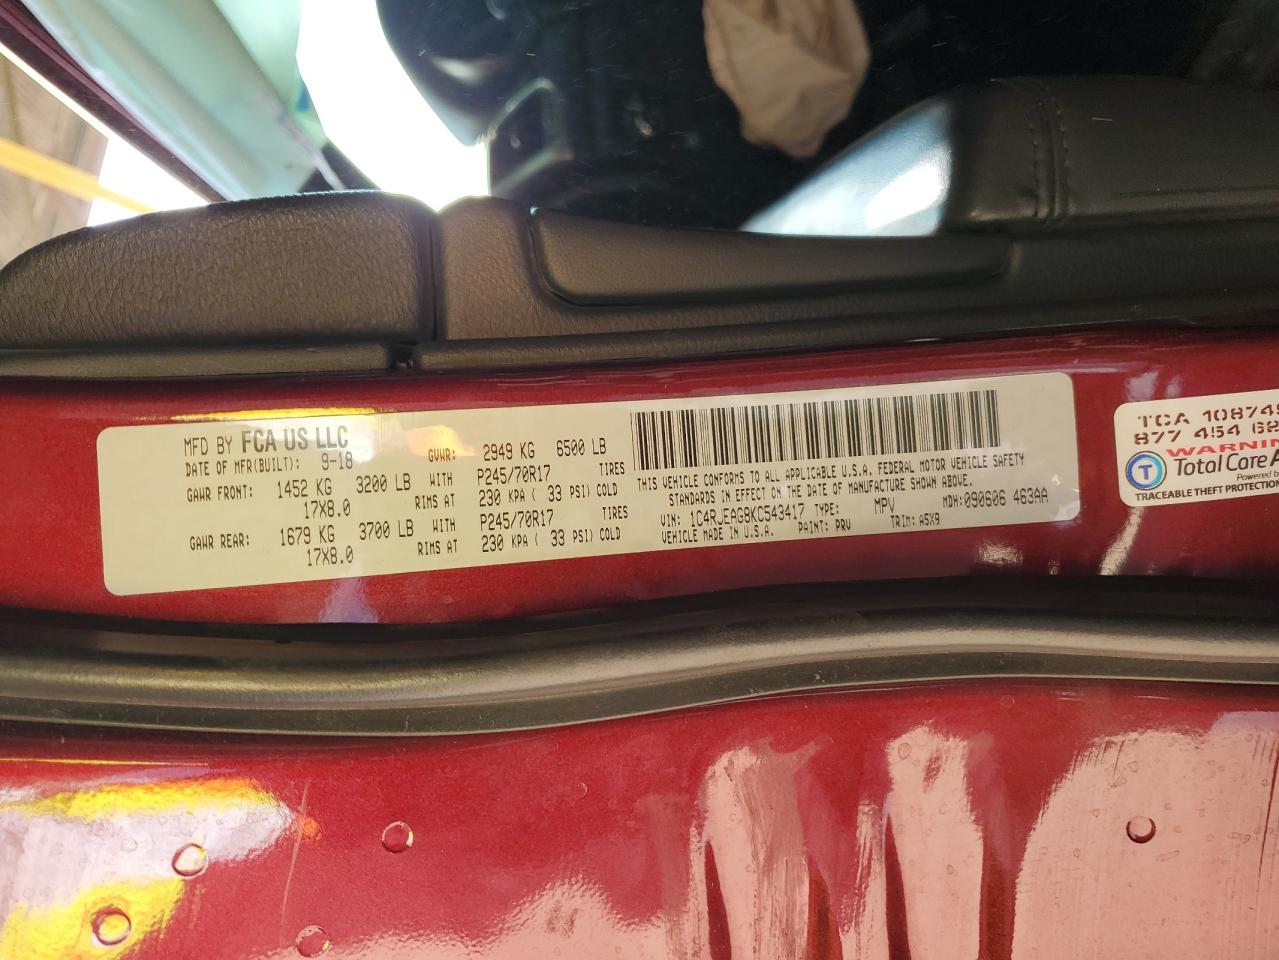 MFD BY FCA US LLC
DATE OF MFR(BUILT): 9-18 GVWR: 2949 KG 6500 LB
GAWR FRONT: 1452 KG 3200 LB WITH P245/70R17 TIRES
17X8.0 RIMS AT 230 KPA ( 33 PSI) COLD
GAWR REAR: 1679 KG 3700 LB WITH P245/70R17 TIRES
17X8.0 RIMS AT 230 KPA ( 33 PSI) COLD
THIS VEHICLE CONFORMS TO ALL APPLICABLE U.S.A. FEDERAL MOTOR VEHICLE SAFETY
STANDARDS IN EFFECT ON THE DATE OF MANUFACTURE SHOWN ABOVE.
VIN: 1C4RJEAG8KC543417 TYPE: MPV MDH: 090606 463AA
VEHICLE MADE IN U.S.A. PAINT: PRV TRIM: A5X9
TCA 10874
877 454 6
WARNIN
T Total Care A
Powered b
TRACEABLE THEFT PROTECTION